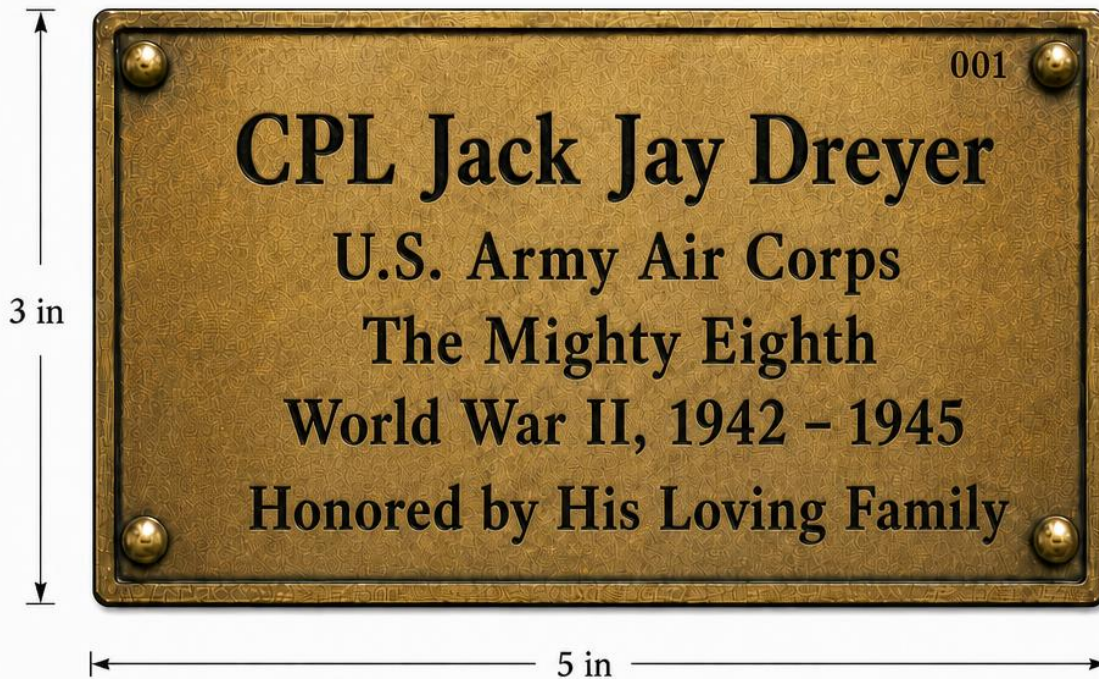 001
CPL Jack Jay Dreyer
U.S. Army Air Corps
The Mighty Eighth
3 in
World War II, 1942 – 1945
Honored by His Loving Family
5 in